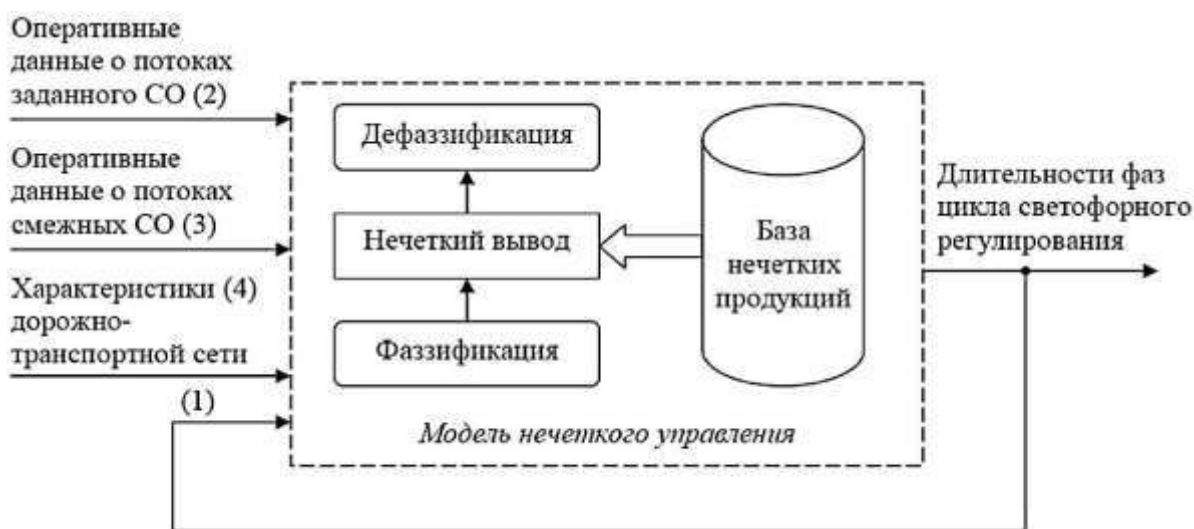 Оперативные
данные о потоках
заданного СО (2)
Оперативные
данные о потоках
смежных СО (3)
Характеристики (4)
дорожно-
транспортной сети
(1)
Дефаззификация
Нечеткий вывод
Фаззификация
База
нечетких
продукций
Модель нечеткого управления
Длительности фаз
цикла светофорного
регулирования